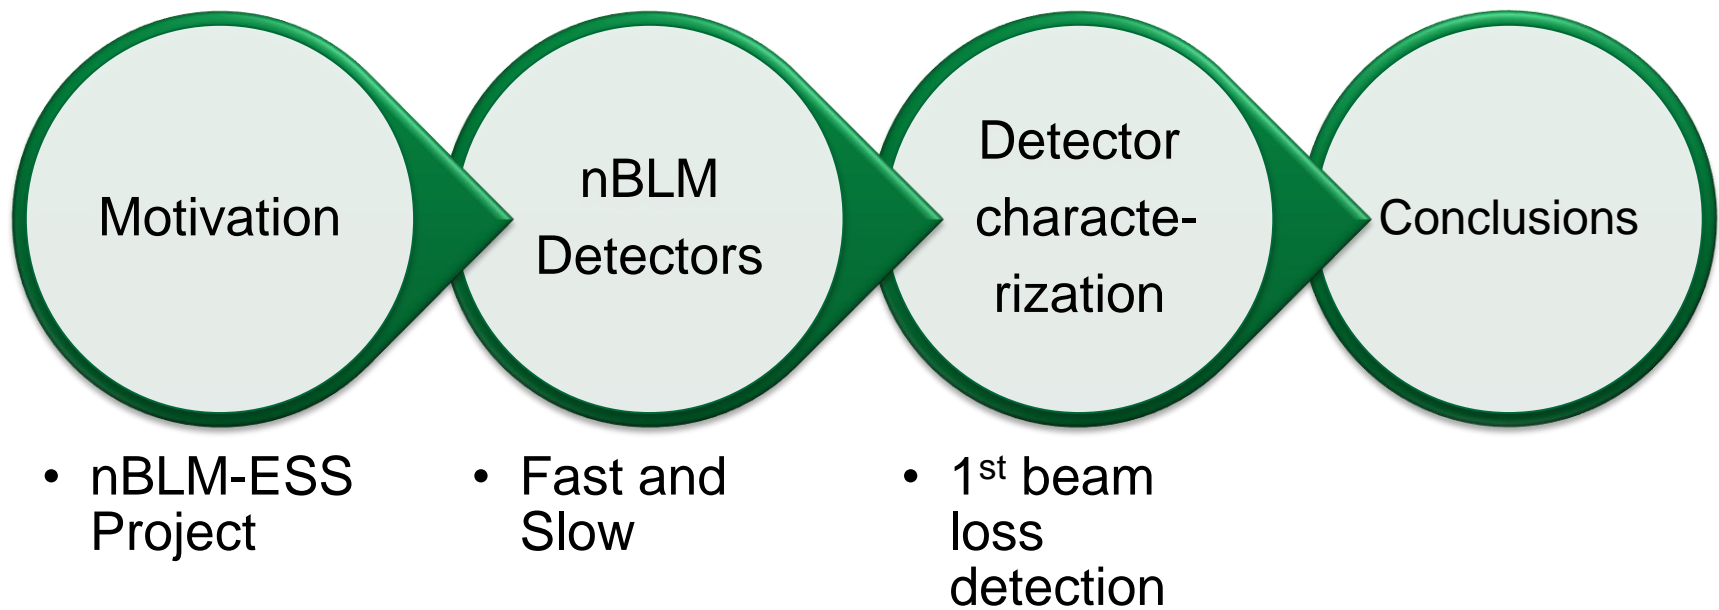 Motivation
nBLM
Detectors
Detector
characte-
rization
Conclusions
• nBLM-ESS
Project
• Fast and
Slow
• 1st beam
loss
detection